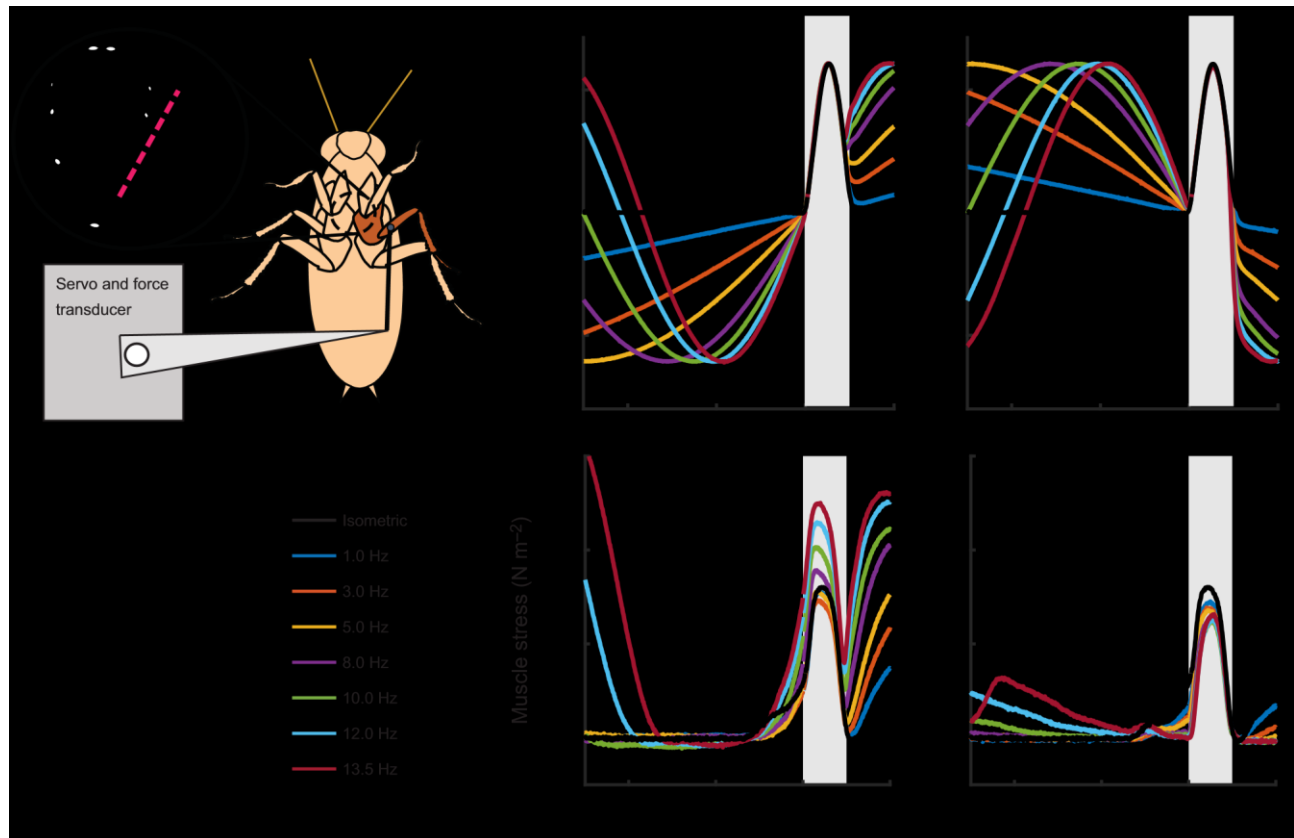 Servo and force
transducer
Muscle stress (N m⁻²)
Isometric
1.0 Hz
3.0 Hz
5.0 Hz
8.0 Hz
10.0 Hz
12.0 Hz
13.5 Hz